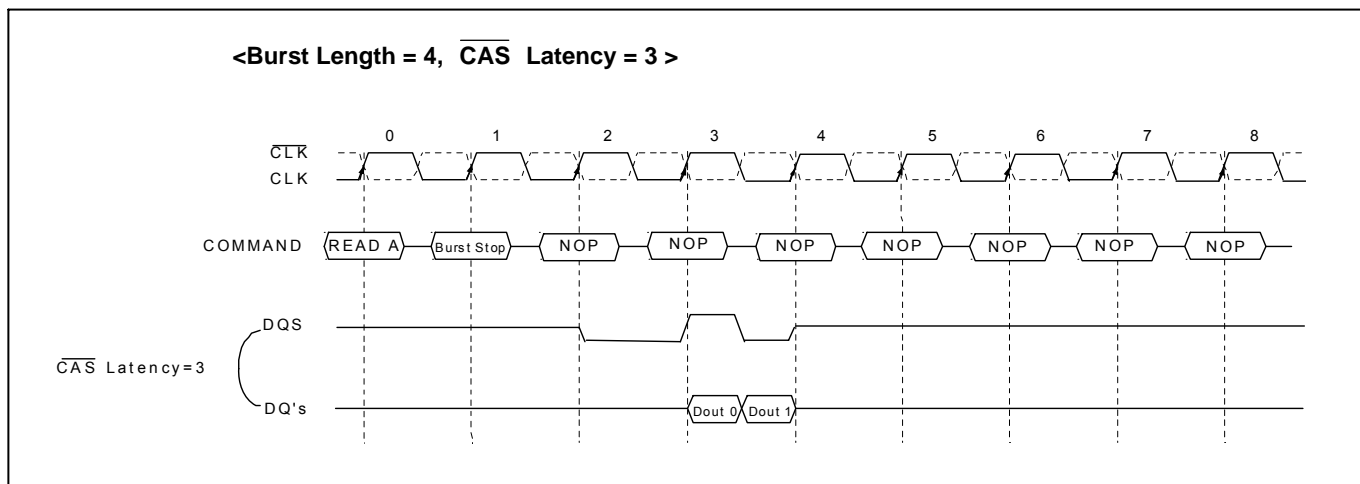 <Burst Length = 4, CAS Latency = 3 >
0 1 2 3 4 5 6 7 8
CLK
CLK
COMMAND READ A Burst Stop NOP NOP NOP NOP NOP NOP NOP
DQS
CAS Latency=3
DQ's Dout 0 Dout 1